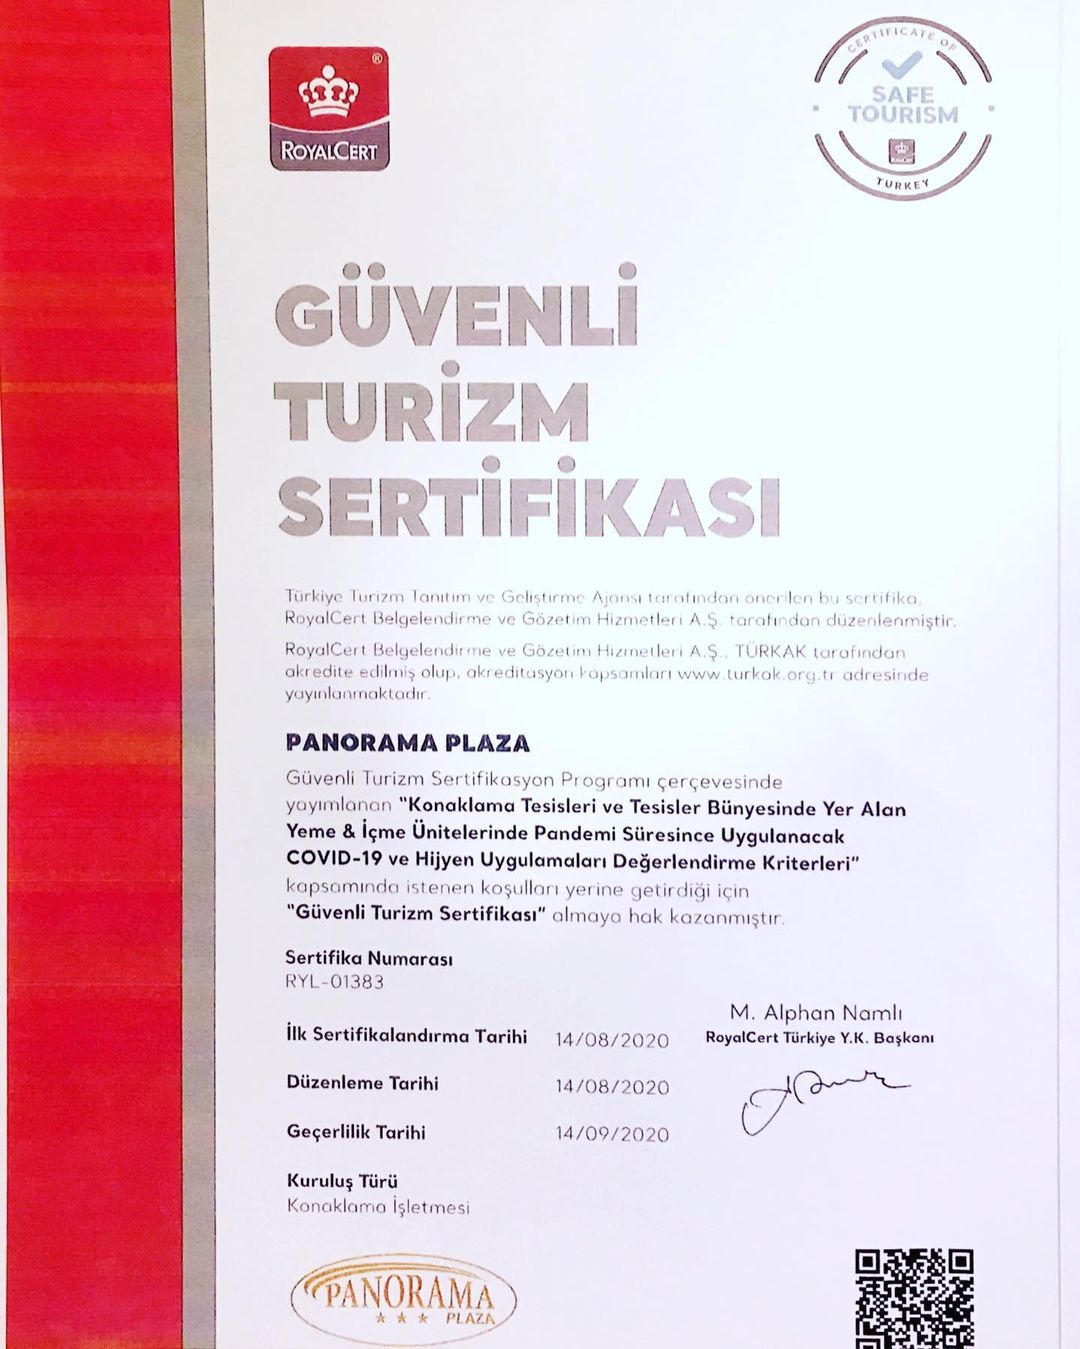 ROYALCERT
®
CERTIFICATE OF
SAFE
TOURISM
TURKEY
GÜVENLİ
TURİZM
SERTİFİKASI
Türkiye Turizm Tanıtım ve Geliştirme Ajansı tarafından önerilen bu sertifika,
RoyalCert Belgelendirme ve Gözetim Hizmetleri A.Ş. tarafından düzenlenmiştir.
RoyalCert Belgelendirme ve Gözetim Hizmetleri A.Ş., TÜRKAK tarafından
akredite edilmiş olup, akreditasyon kapsamları www.turkak.org.tr adresinde
yayınlanmaktadır.
PANORAMA PLAZA
Güvenli Turizm Sertifikasyon Programı çerçevesinde
yayımlanan "Konaklama Tesisleri ve Tesisler Bünyesinde Yer Alan
Yeme & İçme Ünitelerinde Pandemi Süresince Uygulanacak
COVID-19 ve Hijyen Uygulamaları Değerlendirme Kriterleri"
kapsamında istenen koşulları yerine getirdiği için
"Güvenli Turizm Sertifikası" almaya hak kazanmıştır.
Sertifika Numarası
RYL-01383
M. Alphan Namlı
RoyalCert Türkiye Y.K. Başkanı
İlk Sertifikalandırma Tarihi 14/08/2020
Düzenleme Tarihi 14/08/2020
Geçerlilik Tarihi 14/09/2020
Kuruluş Türü
Konaklama İşletmesi
PANORAMA
PLAZA